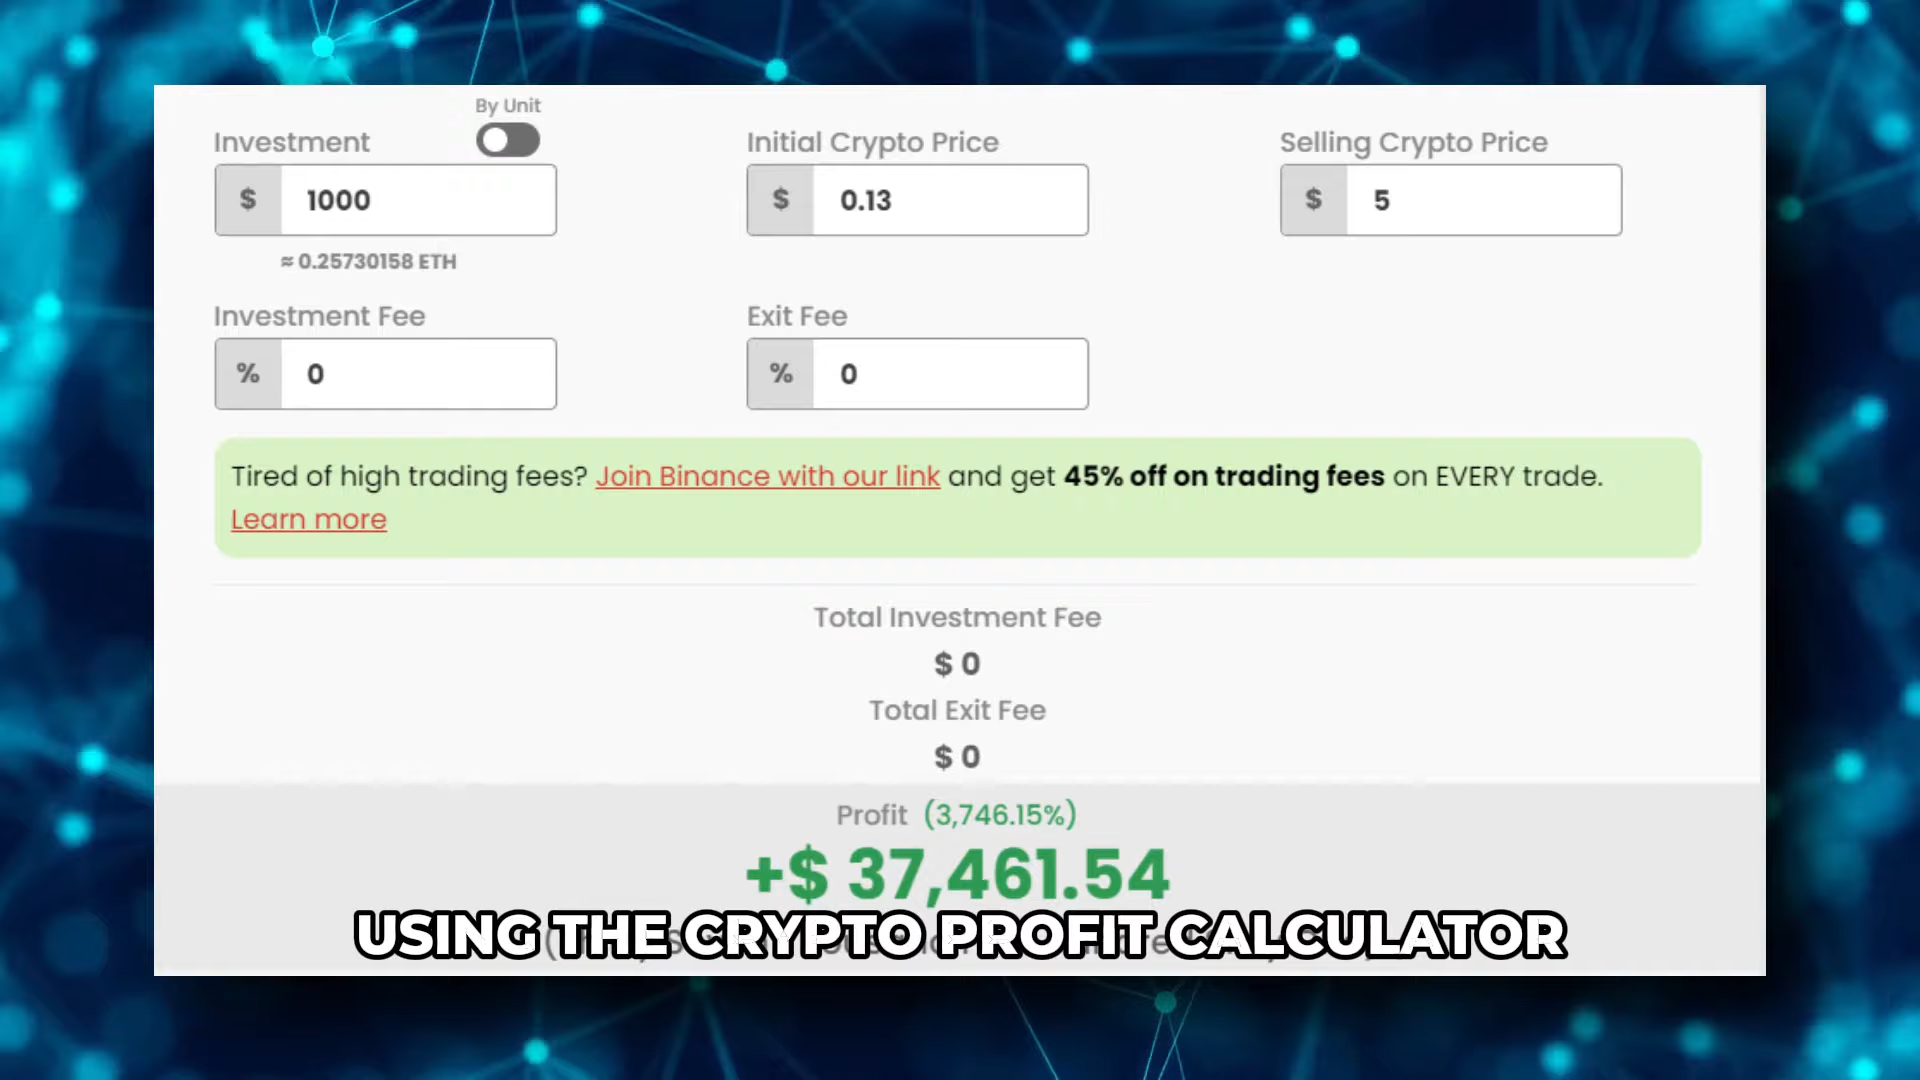 By Unit
Investment
Initial Crypto Price
Selling Crypto Price
$ 1000
$ 0.13
$ 5
≈ 0.25730158 ETH
Investment Fee
Exit Fee
% 0
% 0
Tired of high trading fees? Join Binance with our link and get 45% off on trading fees on EVERY trade.
Learn more
Total Investment Fee
$ 0
Total Exit Fee
$ 0
Profit (3,746.15%)
+$ 37,461.54
USING THE CRYPTO PROFIT CALCULATOR